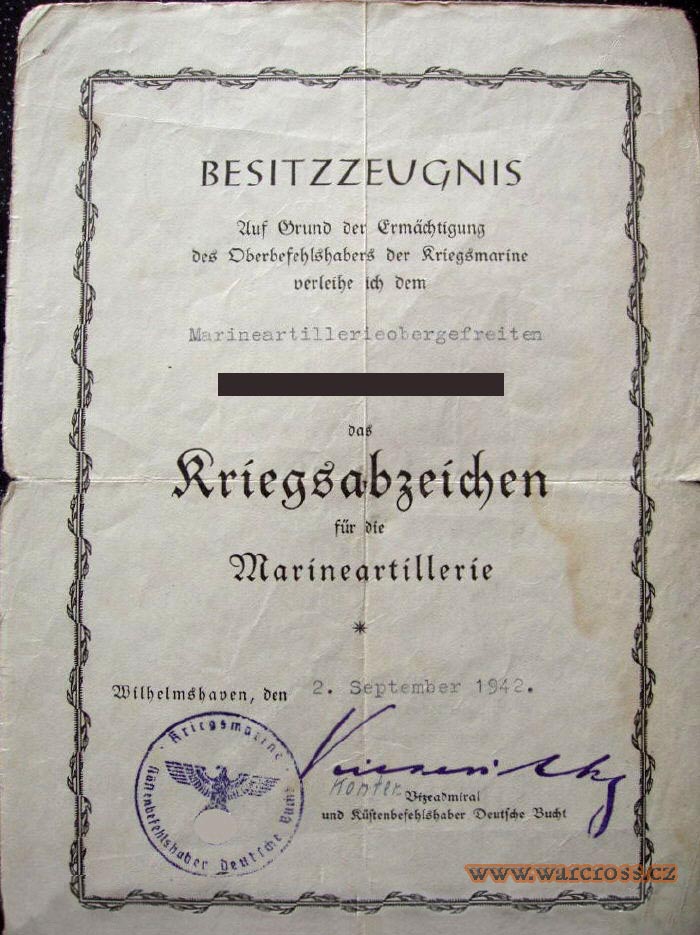 BESITZZEUGNIS
Auf Grund der Ermächtigung
des Oberbefehlshabers der Kriegsmarine
verleihe ich dem
Marineartillerieobergefreiten
das
Kriegsabzeichen
für die
Marineartillerie
*
Wilhelmshaven, den 2. September 1942.
Kriegsmarine
Küstenbefehlshaber Deutsche Bucht
Konter
Vizeadmiral
und Küstenbefehlshaber Deutsche Bucht
www.warcross.cz